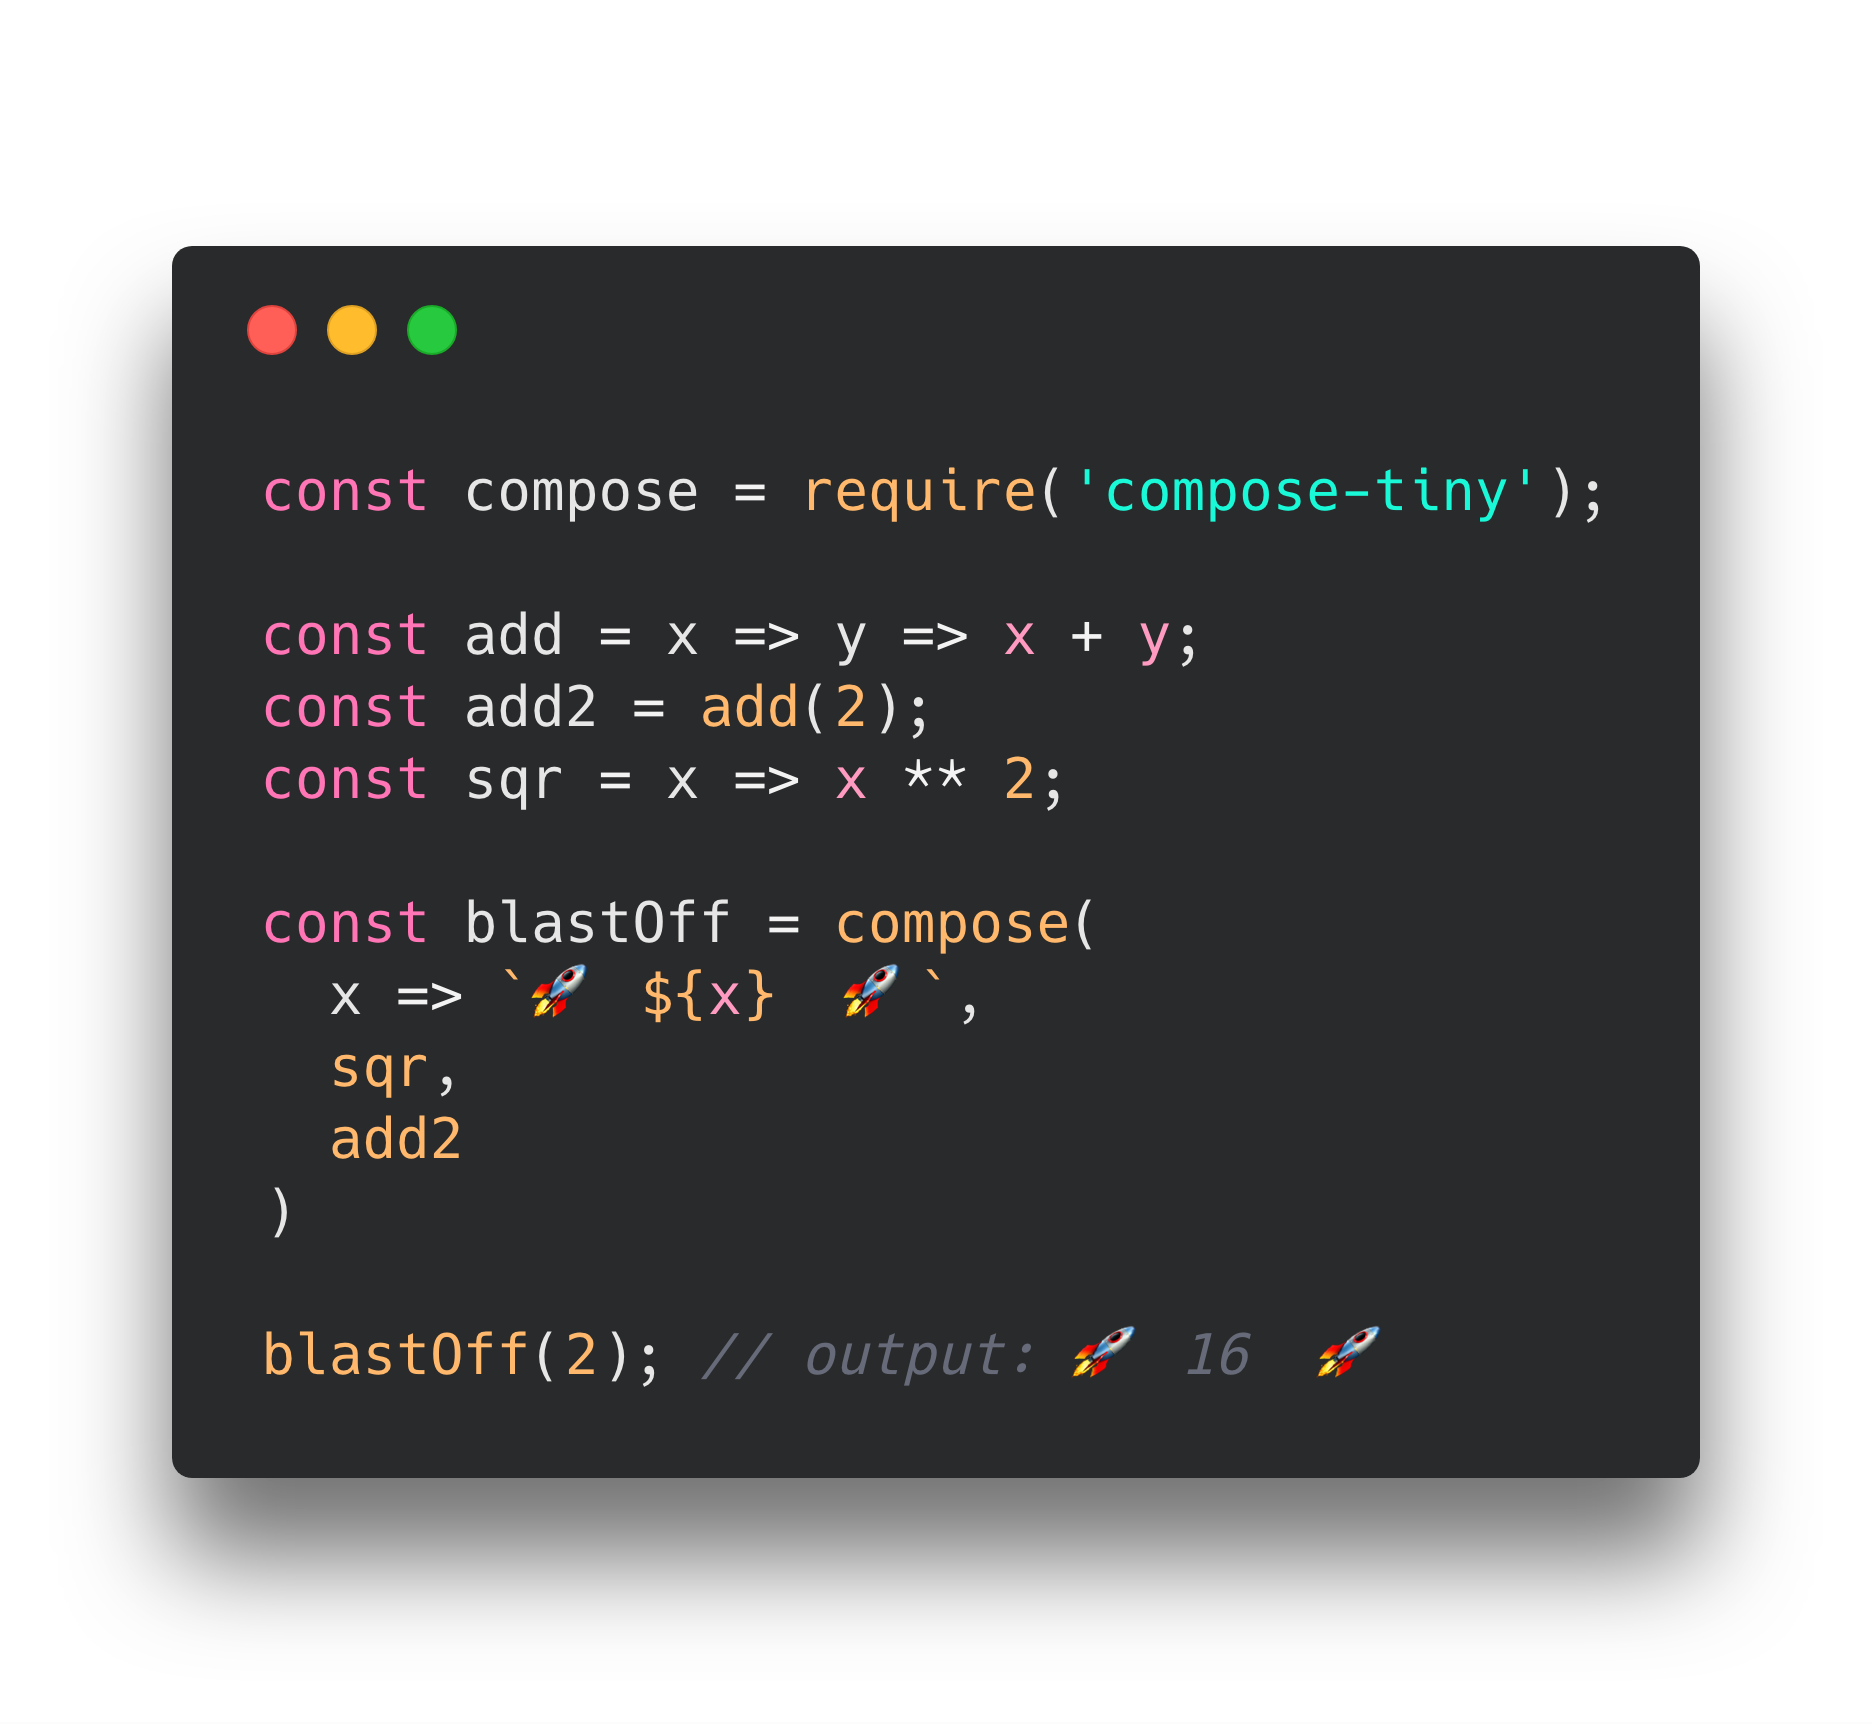 const compose = require('compose-tiny');
const add = x => y => x + y;
const add2 = add(2);
const sqr = x => x ** 2;
const blastOff = compose(
  x => `🚀 ${x} 🚀`,
  sqr,
  add2
)
blastOff(2); // output: 🚀 16 🚀